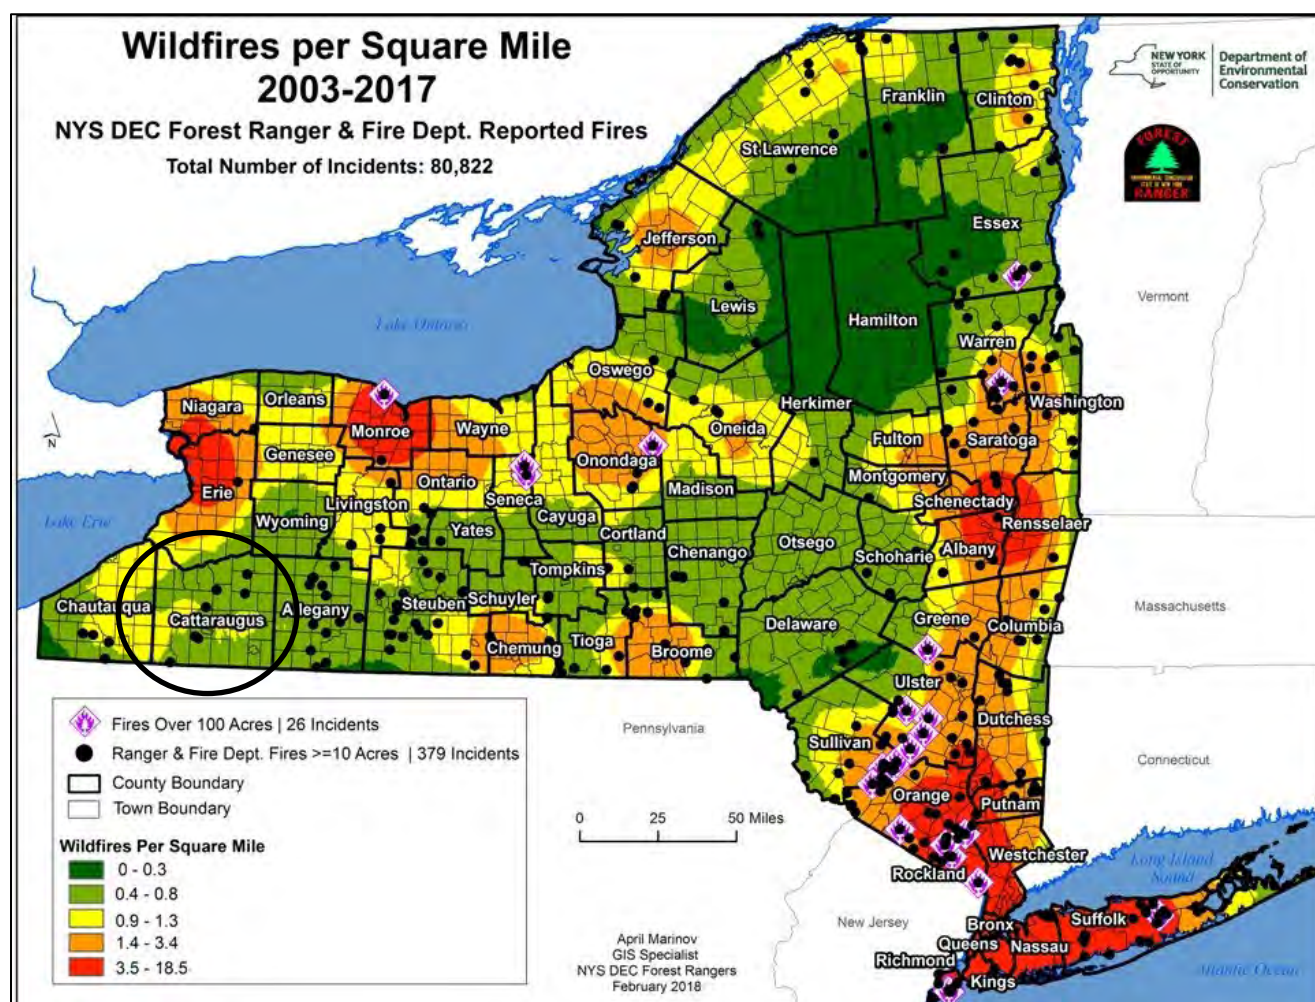 Wildfires per Square Mile
2003-2017
NYS DEC Forest Ranger & Fire Dept. Reported Fires
Total Number of Incidents: 80,822
NEW YORK
STATE OF
OPPORTUNITY
Department of
Environmental
Conservation
FOREST
ENVIRONMENTAL CONSERVATION
STATE OF NEW YORK
RANGER
Franklin
Clinton
St Lawrence
Essex
Jefferson
Lewis
Hamilton
Vermont
Lake Ontario
Warren
Oswego
Herkimer
Washington
Niagara
Orleans
Monroe
Wayne
Oneida
Fulton
Saratoga
Genesee
Onondaga
Montgomery
Erie
Ontario
Seneca
Madison
Schenectady
Livingston
Rensselaer
Lake Erie
Wyoming
Cayuga
Yates
Cortland
Otsego
Albany
Chenango
Schoharie
Tompkins
Chautauqua
Cattaraugus
Allegany
Steuben
Schuyler
Massachusetts
Delaware
Greene
Columbia
Chemung
Tioga
Broome
Ulster
N
Fires Over 100 Acres | 26 Incidents
Ranger & Fire Dept. Fires >=10 Acres | 379 Incidents
County Boundary
Town Boundary
Wildfires Per Square Mile
0 - 0.3
0.4 - 0.8
0.9 - 1.3
1.4 - 3.4
3.5 - 18.5
Pennsylvania
Sullivan
Dutchess
Connecticut
Orange
Putnam
0 25 50 Miles
Westchester
Rockland
Long Island
Sound
New Jersey
Bronx
Suffolk
Queens
Nassau
Richmond
Kings
Atlantic Ocean
April Marinov
GIS Specialist
NYS DEC Forest Rangers
February 2018